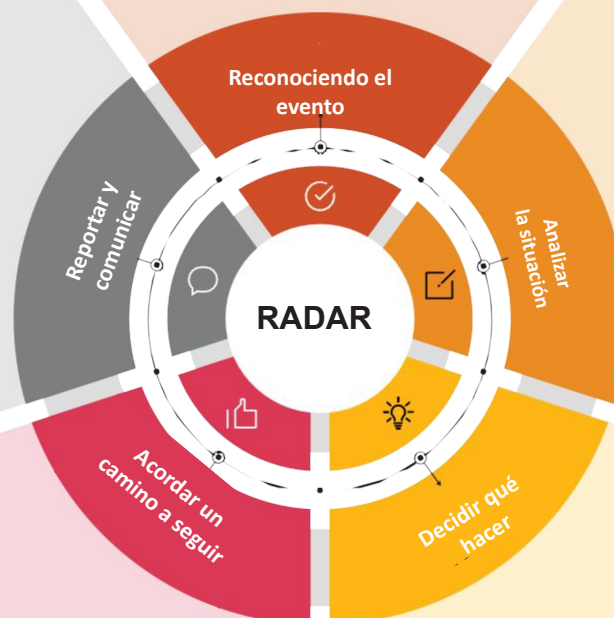 Reconociendo el
evento
Analizar
la situación
Decidir qué
hacer
Acordar un
camino a seguir
Reportar y
comunicar
RADAR